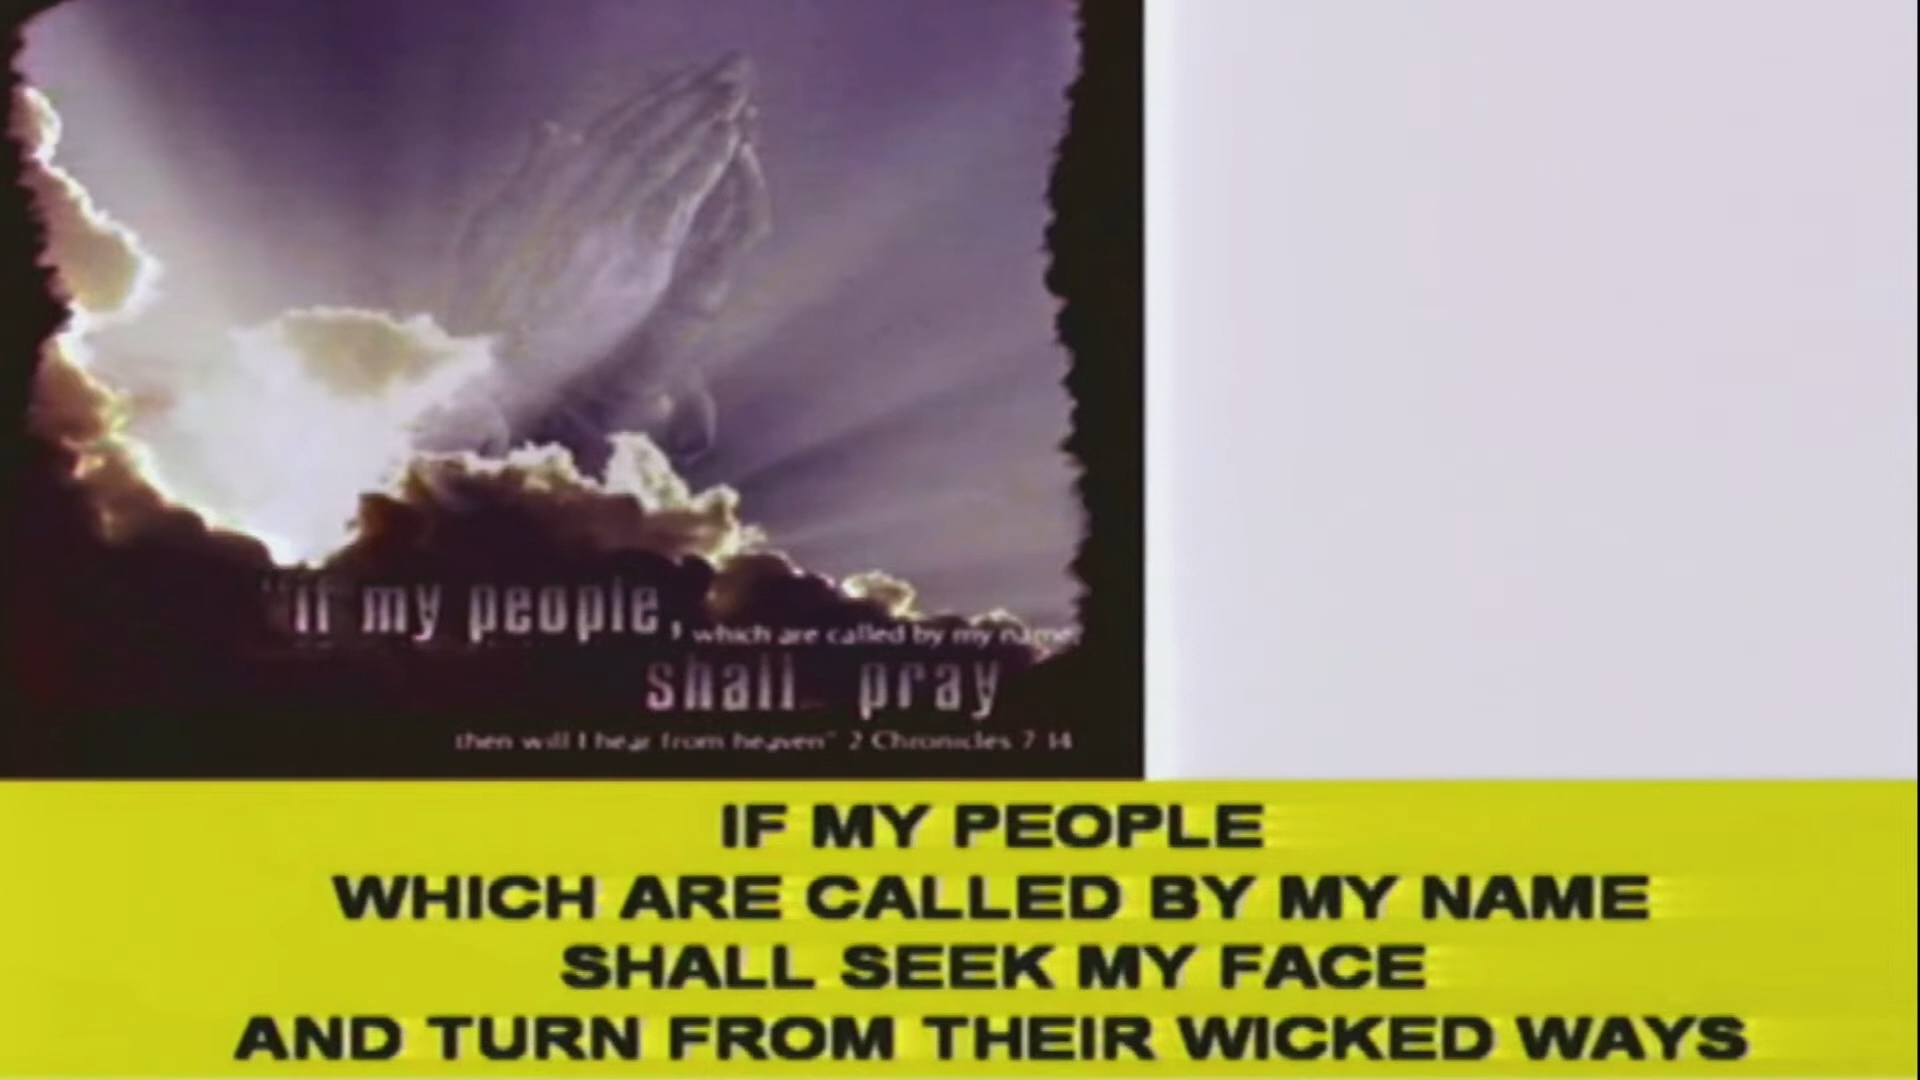 "if my people, which are called by my name,
shall pray
then will I hear from heaven" 2 Chronicles 7 14
IF MY PEOPLE
WHICH ARE CALLED BY MY NAME
SHALL SEEK MY FACE
AND TURN FROM THEIR WICKED WAYS